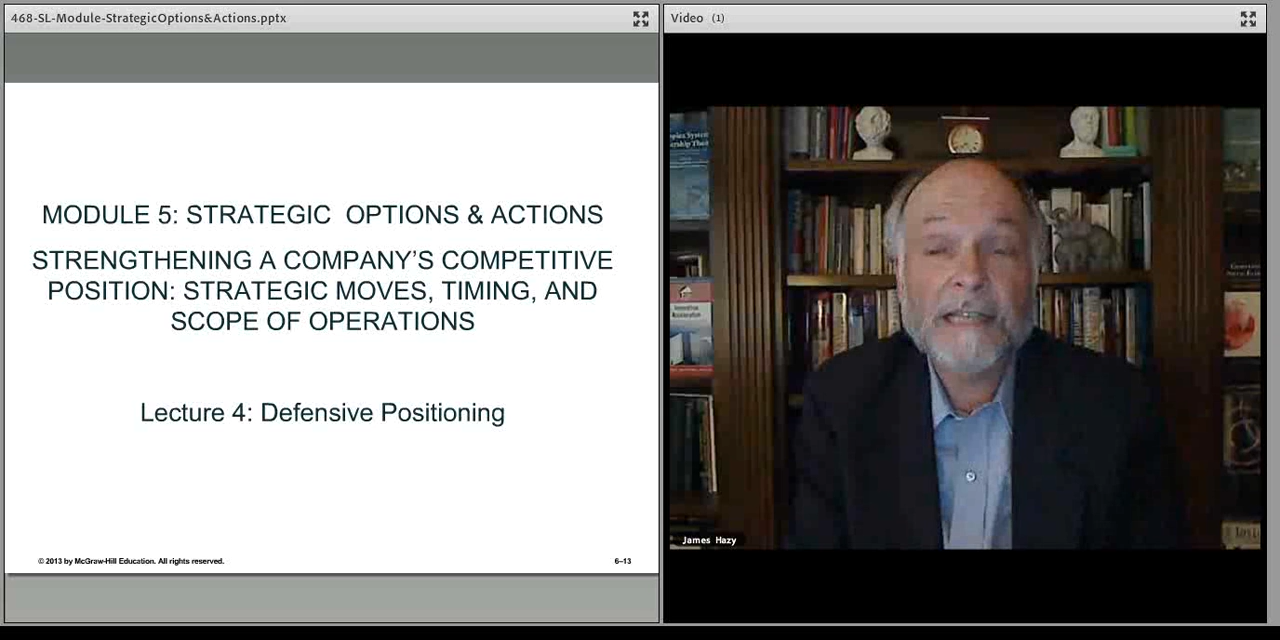 468-SL-Module-StrategicOptions&Actions.pptx
MODULE 5: STRATEGIC OPTIONS & ACTIONS
STRENGTHENING A COMPANY'S COMPETITIVE
POSITION: STRATEGIC MOVES, TIMING, AND
SCOPE OF OPERATIONS
Lecture 4: Defensive Positioning
© 2013 by McGraw-Hill Education. All rights reserved.
6–13
Video (1)
James Hazy